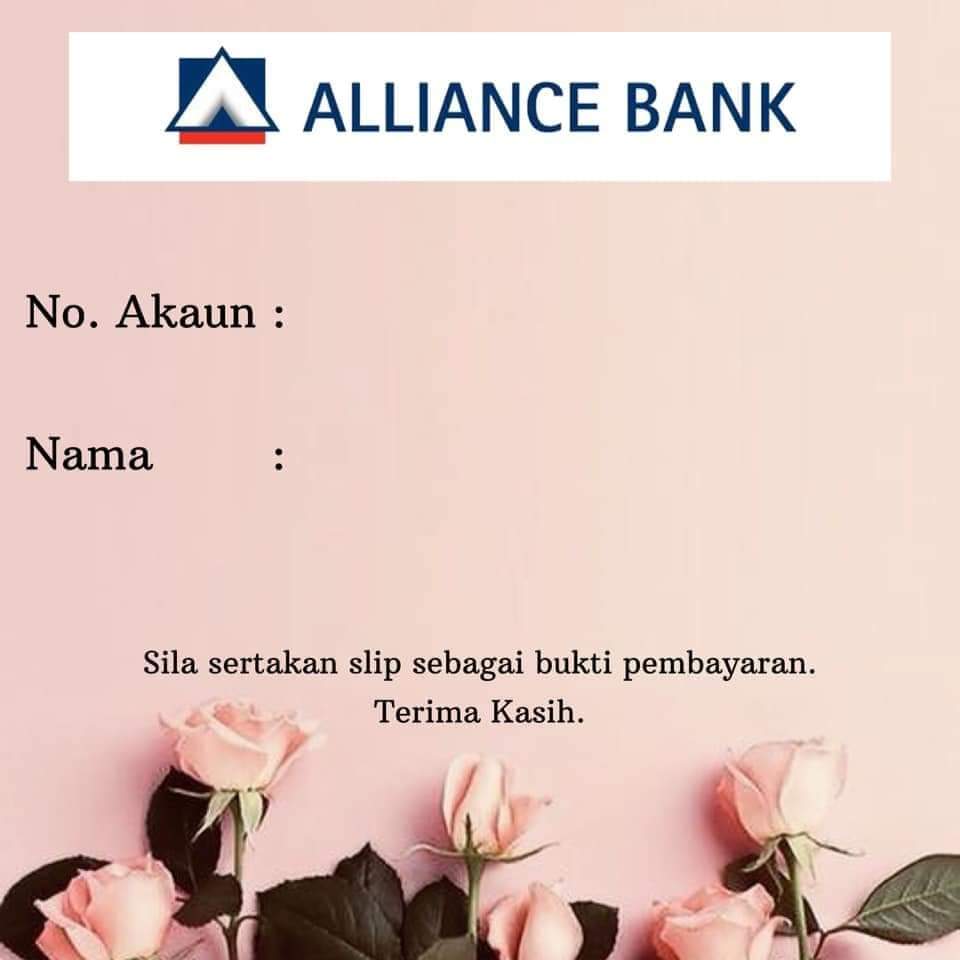 ALLIANCE BANK
No. Akaun :
Nama :
Sila sertakan slip sebagai bukti pembayaran.
Terima Kasih.